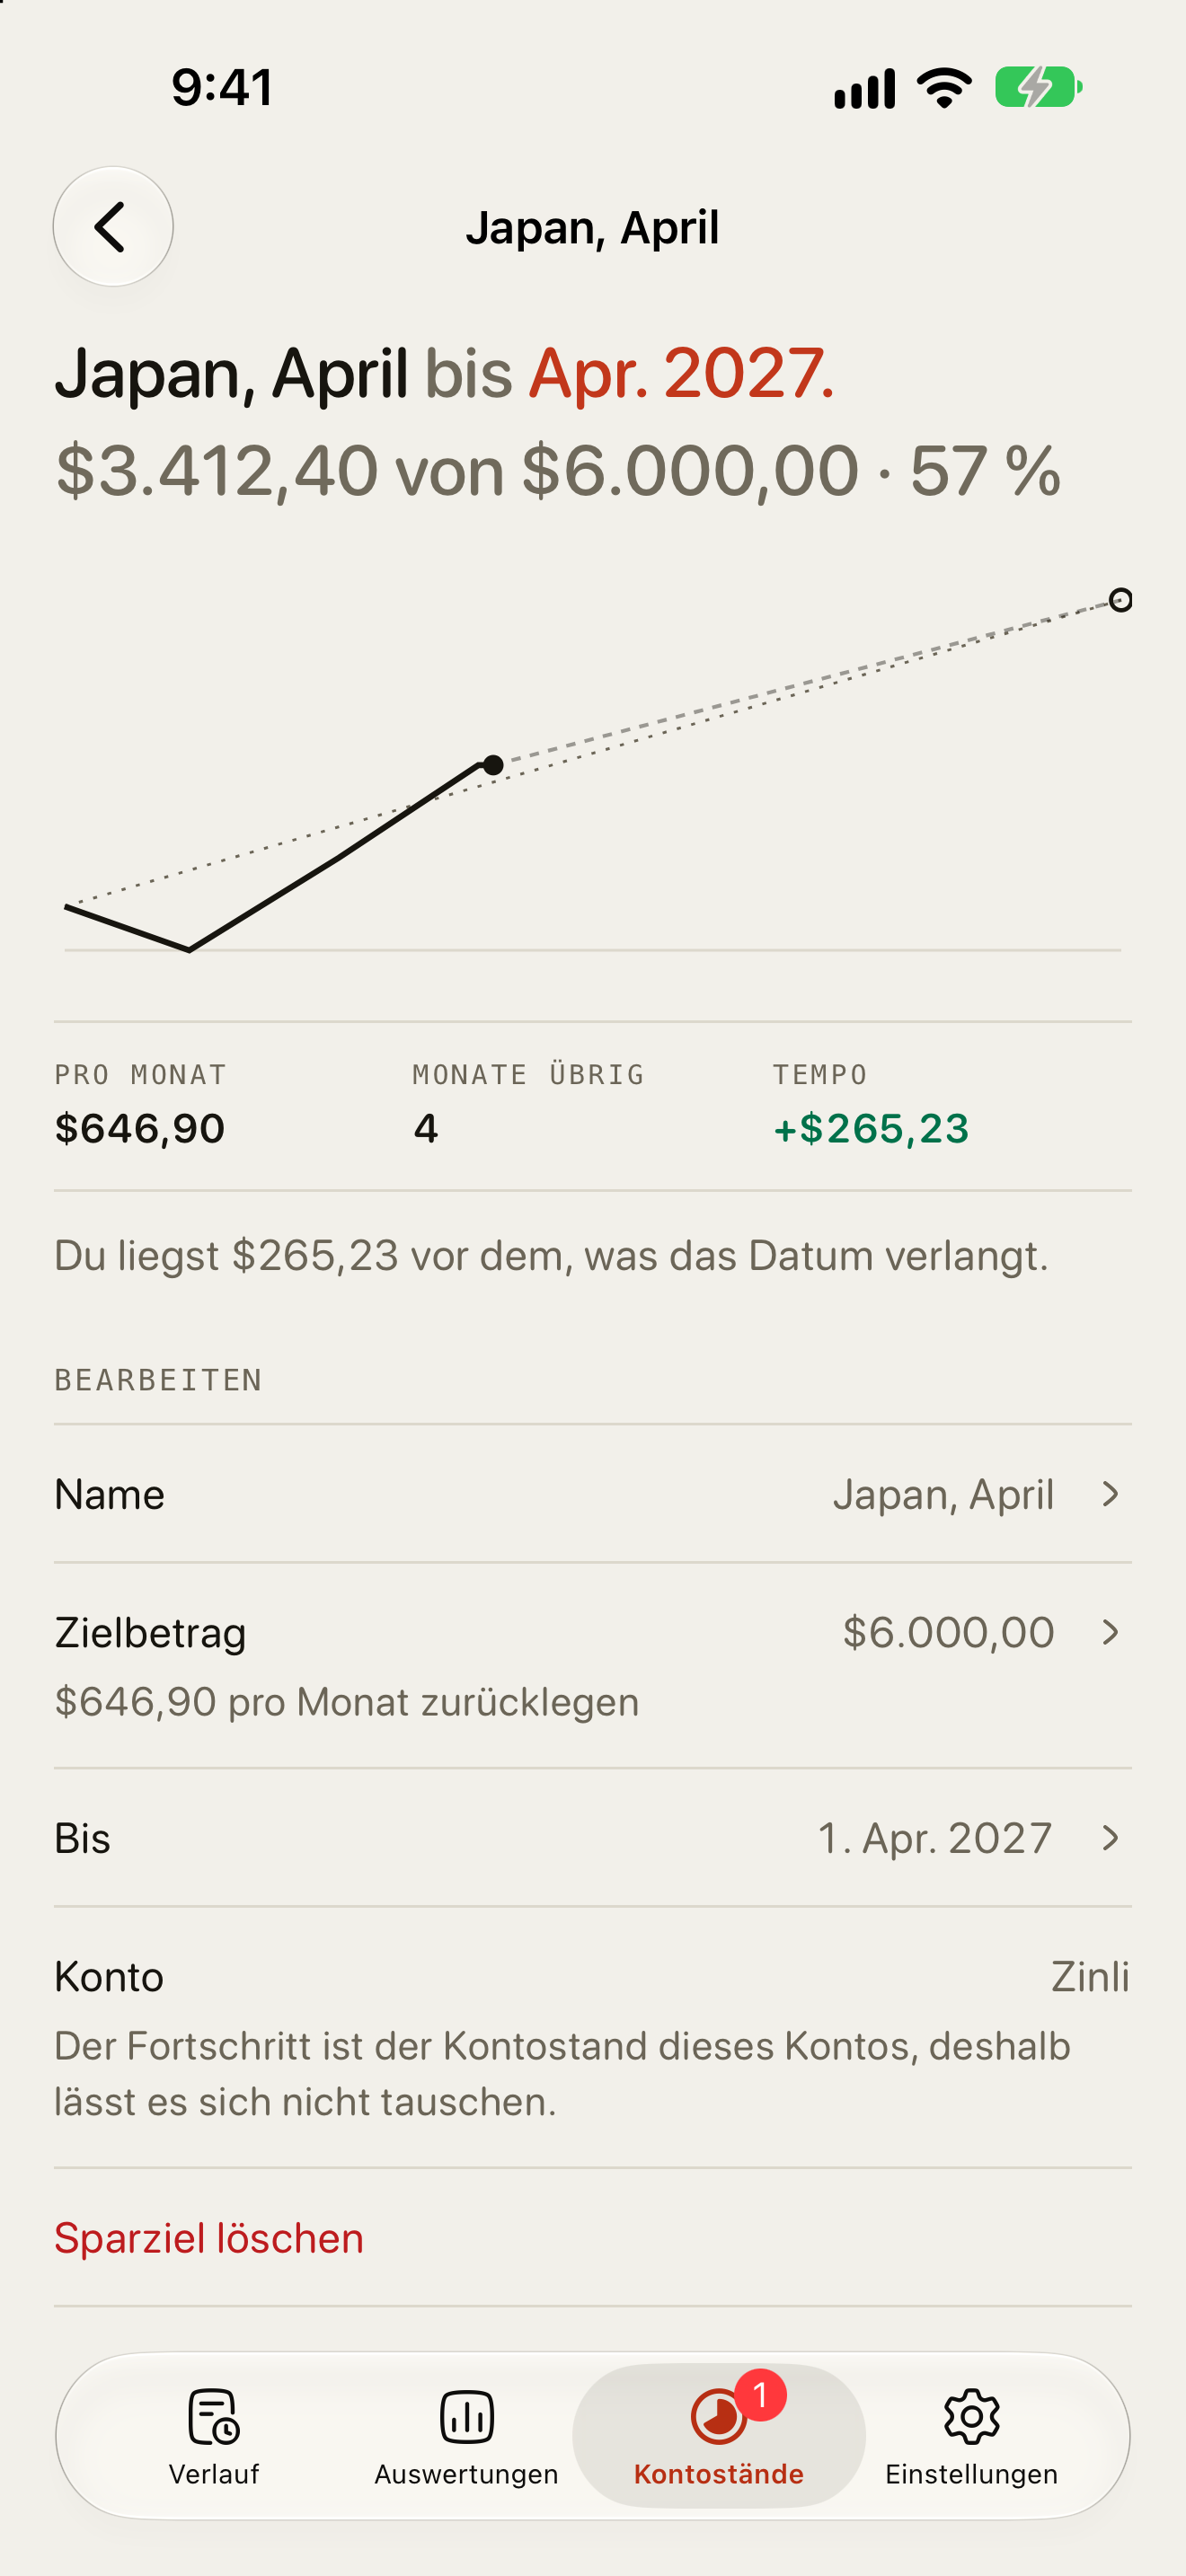 9:41
Japan, April
Japan, April bis Apr. 2027.
$3.412,40 von $6.000,00 · 57 %
PRO MONAT
$646,90
MONATE ÜBRIG
4
TEMPO
+$265,23
Du liegst $265,23 vor dem, was das Datum verlangt.
BEARBEITEN
Name
Japan, April
Zielbetrag
$6.000,00
$646,90 pro Monat zurücklegen
Bis
1. Apr. 2027
Konto
Zinli
Der Fortschritt ist der Kontostand dieses Kontos, deshalb
lässt es sich nicht tauschen.
Sparziel löschen
Verlauf
Auswertungen
1
Kontostände
Einstellungen